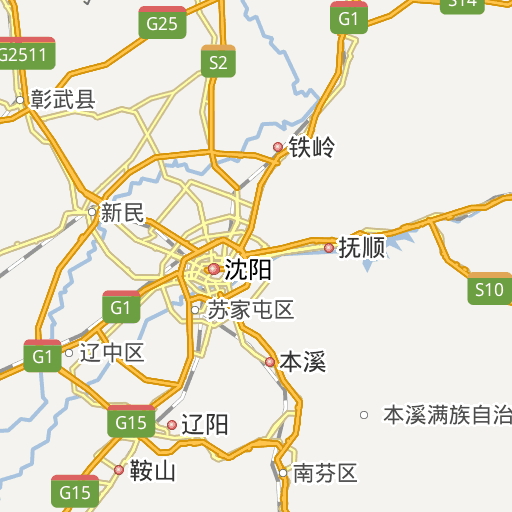 S14
G1
G25
G2511
S2
彰武县
铁岭
新民
抚顺
沈阳
S10
G1
苏家屯区
G1
辽中区
本溪
本溪满族自治
G15
辽阳
鞍山
南芬区
G15